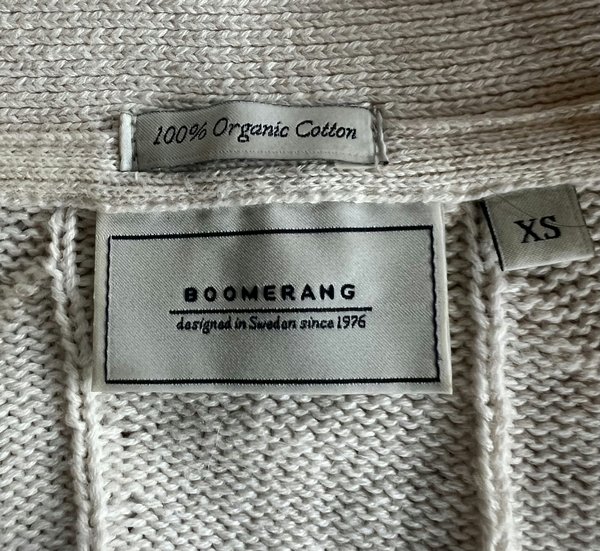 100% Organic Cotton
XS
BOOMERANG
designed in Sweden since 1976